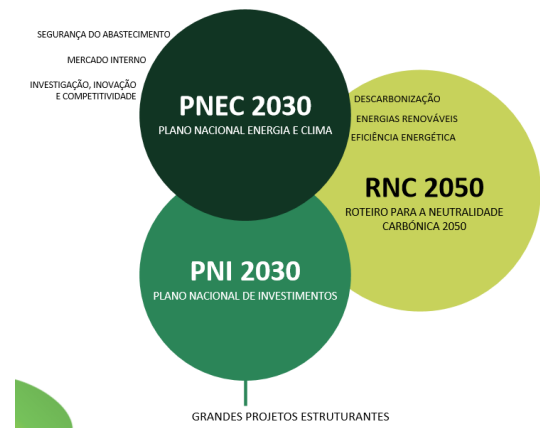 SEGURANÇA DO ABASTECIMENTO
MERCADO INTERNO
INVESTIGAÇÃO, INOVAÇÃO
E COMPETITIVIDADE
PNEC 2030
PLANO NACIONAL ENERGIA E CLIMA
DESCARBONIZAÇÃO
ENERGIAS RENOVÁVEIS
EFICIÊNCIA ENERGÉTICA
RNC 2050
ROTEIRO PARA A NEUTRALIDADE
CARBÓNICA 2050
PNI 2030
PLANO NACIONAL DE INVESTIMENTOS
GRANDES PROJETOS ESTRUTURANTES